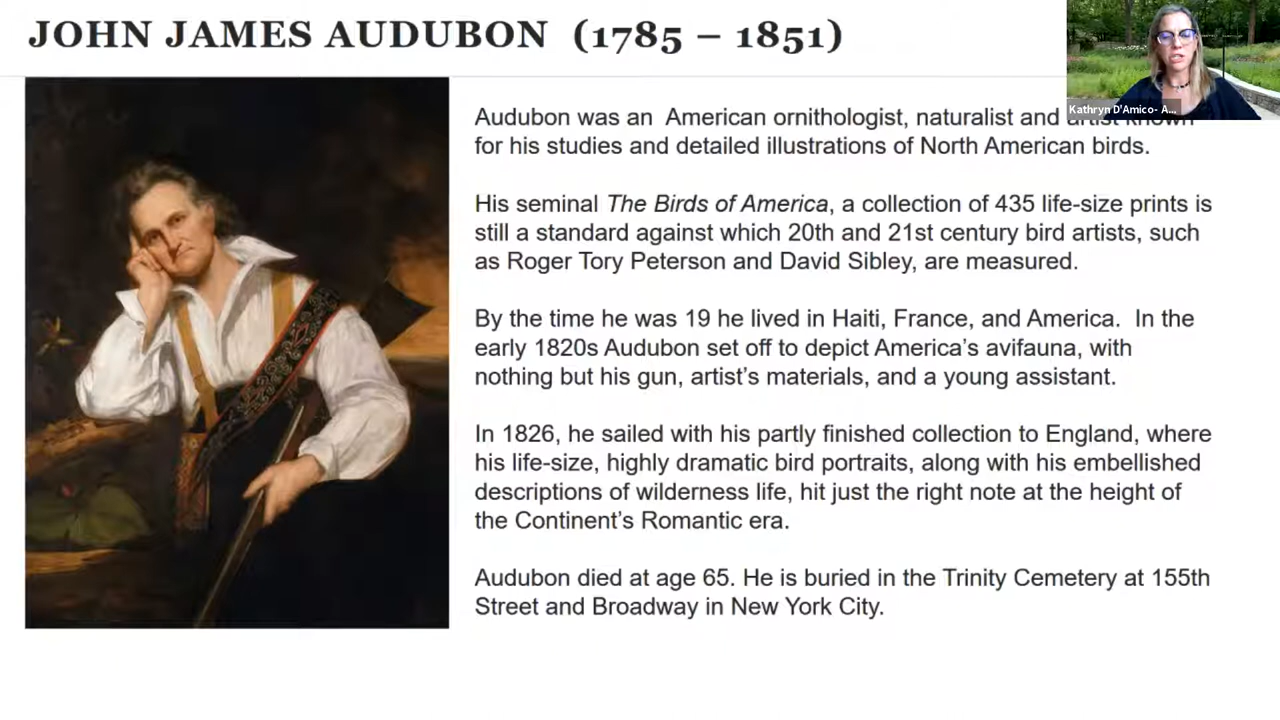 JOHN JAMES AUDUBON (1785 – 1851)
Kathryn D'Amico- A...
Audubon was an  American ornithologist, naturalist and artist known
for his studies and detailed illustrations of North American birds.
His seminal The Birds of America, a collection of 435 life-size prints is
still a standard against which 20th and 21st century bird artists, such
as Roger Tory Peterson and David Sibley, are measured.
By the time he was 19 he lived in Haiti, France, and America.  In the
early 1820s Audubon set off to depict America's avifauna, with
nothing but his gun, artist's materials, and a young assistant.
In 1826, he sailed with his partly finished collection to England, where
his life-size, highly dramatic bird portraits, along with his embellished
descriptions of wilderness life, hit just the right note at the height of
the Continent's Romantic era.
Audubon died at age 65. He is buried in the Trinity Cemetery at 155th
Street and Broadway in New York City.